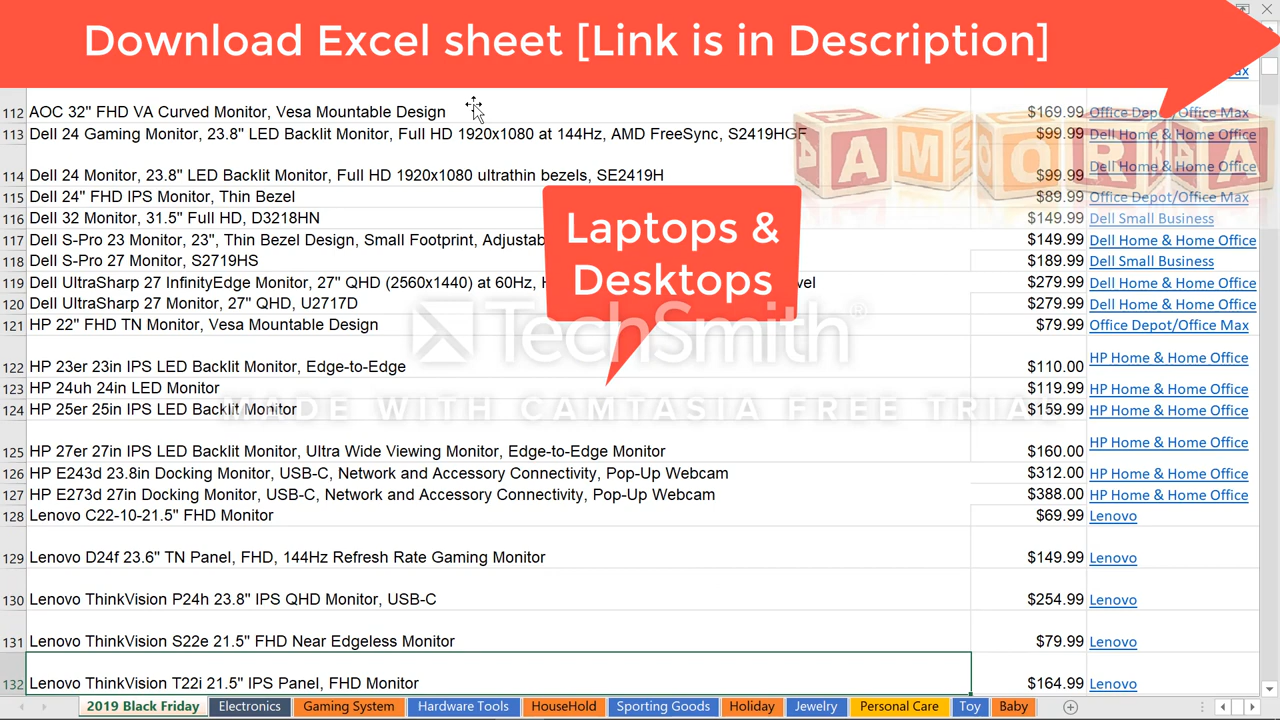 Download Excel sheet [Link is in Description]
112 AOC 32" FHD VA Curved Monitor, Vesa Mountable Design $169.99 Office Depot/Office Max
113 Dell 24 Gaming Monitor, 23.8" LED Backlit Monitor, Full HD 1920x1080 at 144Hz, AMD FreeSync, S2419HGF $99.99 Dell Home & Home Office
114 Dell 24 Monitor, 23.8" LED Backlit Monitor, Full HD 1920x1080 ultrathin bezels, SE2419H $99.99 Dell Home & Home Office
115 Dell 24" FHD IPS Monitor, Thin Bezel $89.99 Office Depot/Office Max
116 Dell 32 Monitor, 31.5" Full HD, D3218HN $149.99 Dell Small Business
117 Dell S-Pro 23 Monitor, 23", Thin Bezel Design, Small Footprint, $149.99 Dell Home & Home Office
118 Dell S-Pro 27 Monitor, S2719HS $189.99 Dell Small Business
119 Dell UltraSharp 27 InfinityEdge Monitor, 27" QHD (2560x1440) at 60Hz, $279.99 Dell Home & Home Office
120 Dell UltraSharp 27 Monitor, 27" QHD, U2717D $279.99 Dell Home & Home Office
121 HP 22" FHD TN Monitor, Vesa Mountable Design $79.99 Office Depot/Office Max
122 HP 23er 23in IPS LED Backlit Monitor, Edge-to-Edge $110.00 HP Home & Home Office
123 HP 24uh 24in LED Monitor $119.99 HP Home & Home Office
124 HP 25er 25in IPS LED Backlit Monitor $159.99 HP Home & Home Office
125 HP 27er 27in IPS LED Backlit Monitor, Ultra Wide Viewing Monitor, Edge-to-Edge Monitor $160.00 HP Home & Home Office
126 HP E243d 23.8in Docking Monitor, USB-C, Network and Accessory Connectivity, Pop-Up Webcam $312.00 HP Home & Home Office
127 HP E273d 27in Docking Monitor, USB-C, Network and Accessory Connectivity, Pop-Up Webcam $388.00 HP Home & Home Office
128 Lenovo C22-10-21.5" FHD Monitor $69.99 Lenovo
129 Lenovo D24f 23.6" TN Panel, FHD, 144Hz Refresh Rate Gaming Monitor $149.99 Lenovo
130 Lenovo ThinkVision P24h 23.8" IPS QHD Monitor, USB-C $254.99 Lenovo
131 Lenovo ThinkVision S22e 21.5" FHD Near Edgeless Monitor $79.99 Lenovo
132 Lenovo ThinkVision T22i 21.5" IPS Panel, FHD Monitor $164.99 Lenovo
Laptops &
Desktops
AMSORA
TechSmith®
MADE WITH CAMTASIA FREE TRIAL
2019 Black Friday Electronics Gaming System Hardware Tools HouseHold Sporting Goods Holiday Jewelry Personal Care Toy Baby